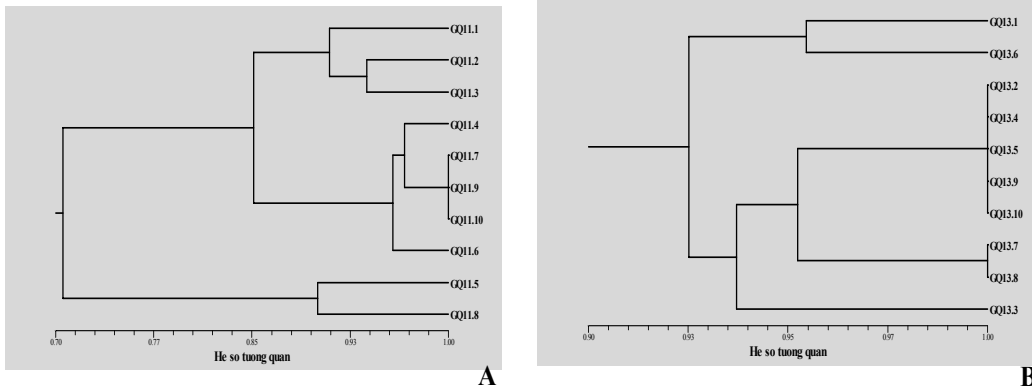 GQ11.1
GQ11.2
GQ11.3
GQ11.4
GQ11.7
GQ11.9
GQ11.10
GQ11.6
GQ11.5
GQ11.8
0.70 0.77 0.85 0.93 1.00
He so tuong quan
A
GQ13.1
GQ13.6
GQ13.2
GQ13.4
GQ13.5
GQ13.9
GQ13.10
GQ13.7
GQ13.8
GQ13.3
0.90 0.93 0.95 0.97 1.00
He so tuong quan
B